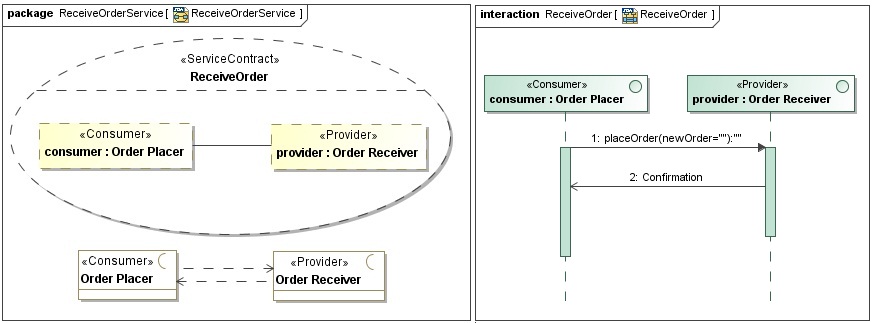 package ReceiveOrderService [ ReceiveOrderService ]
«ServiceContract»
ReceiveOrder
«Consumer»
consumer : Order Placer
«Provider»
provider : Order Receiver
«Consumer»
Order Placer
«Provider»
Order Receiver
interaction ReceiveOrder [ ReceiveOrder ]
«Consumer»
consumer : Order Placer
«Provider»
provider : Order Receiver
1: placeOrder(newOrder=""):""
2: Confirmation